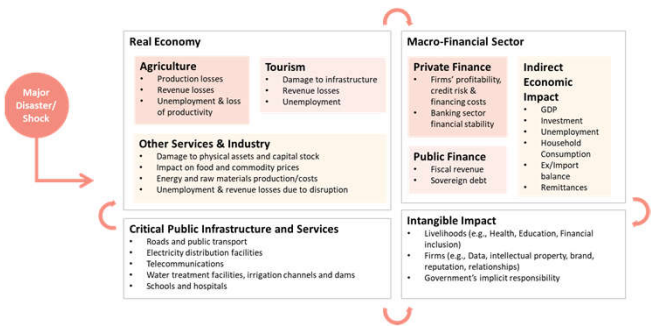 Major
Disaster/
Shock
Real Economy
Agriculture
• Production losses
• Revenue losses
• Unemployment & loss
of productivity
Tourism
• Damage to infrastructure
• Revenue losses
• Unemployment
Other Services & Industry
• Damage to physical assets and capital stock
• Impact on food and commodity prices
• Energy and raw materials production/costs
• Unemployment & revenue losses due to disruption
Macro-Financial Sector
Private Finance
• Firms' profitability,
credit risk &
financing costs
• Banking sector
financial stability
Public Finance
• Fiscal revenue
• Sovereign debt
Indirect
Economic
Impact
• GDP
• Investment
• Unemployment
• Household
Consumption
• Ex/Import
balance
• Remittances
Critical Public Infrastructure and Services
• Roads and public transport
• Electricity distribution facilities
• Telecommunications
• Water treatment facilities, irrigation channels and dams
• Schools and hospitals
Intangible Impact
• Livelihoods (e.g., Health, Education, Financial
inclusion)
• Firms (e.g., Data, intellectual property, brand,
reputation, relationships)
• Government's implicit responsibility